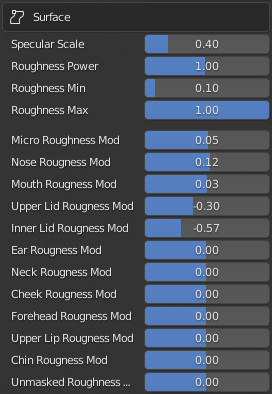 Surface
Specular Scale 0.40
Roughness Power 1.00
Roughness Min 0.10
Roughness Max 1.00
Micro Roughness Mod 0.05
Nose Rougness Mod 0.12
Mouth Rougness Mod 0.03
Upper Lid Rougness Mod -0.30
Inner Lid Rougness Mod -0.57
Ear Rougness Mod 0.00
Neck Rougness Mod 0.00
Cheek Rougness Mod 0.00
Forehead Rougness Mod 0.00
Upper Lip Rougness Mod 0.00
Chin Rougness Mod 0.00
Unmasked Roughness ... 0.00